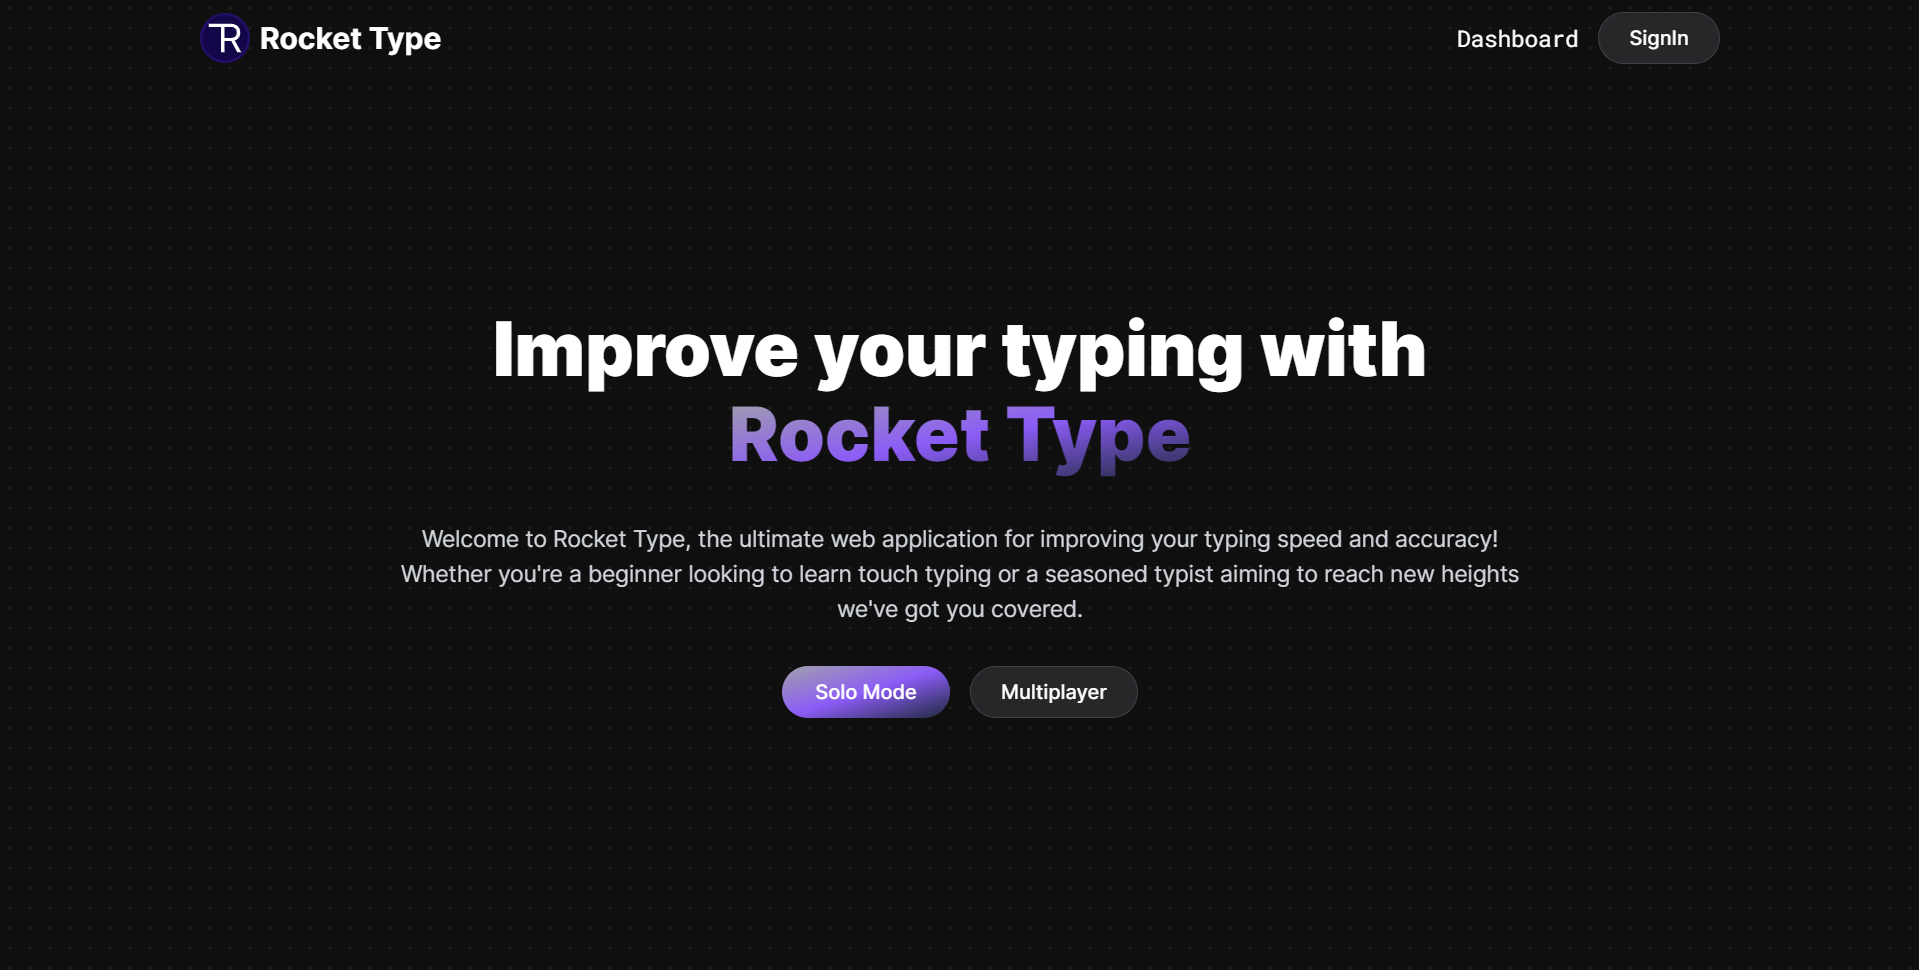 TR Rocket Type
Dashboard
SignIn
Improve your typing with
Rocket Type
Welcome to Rocket Type, the ultimate web application for improving your typing speed and accuracy!
Whether you're a beginner looking to learn touch typing or a seasoned typist aiming to reach new heights
we've got you covered.
Solo Mode
Multiplayer